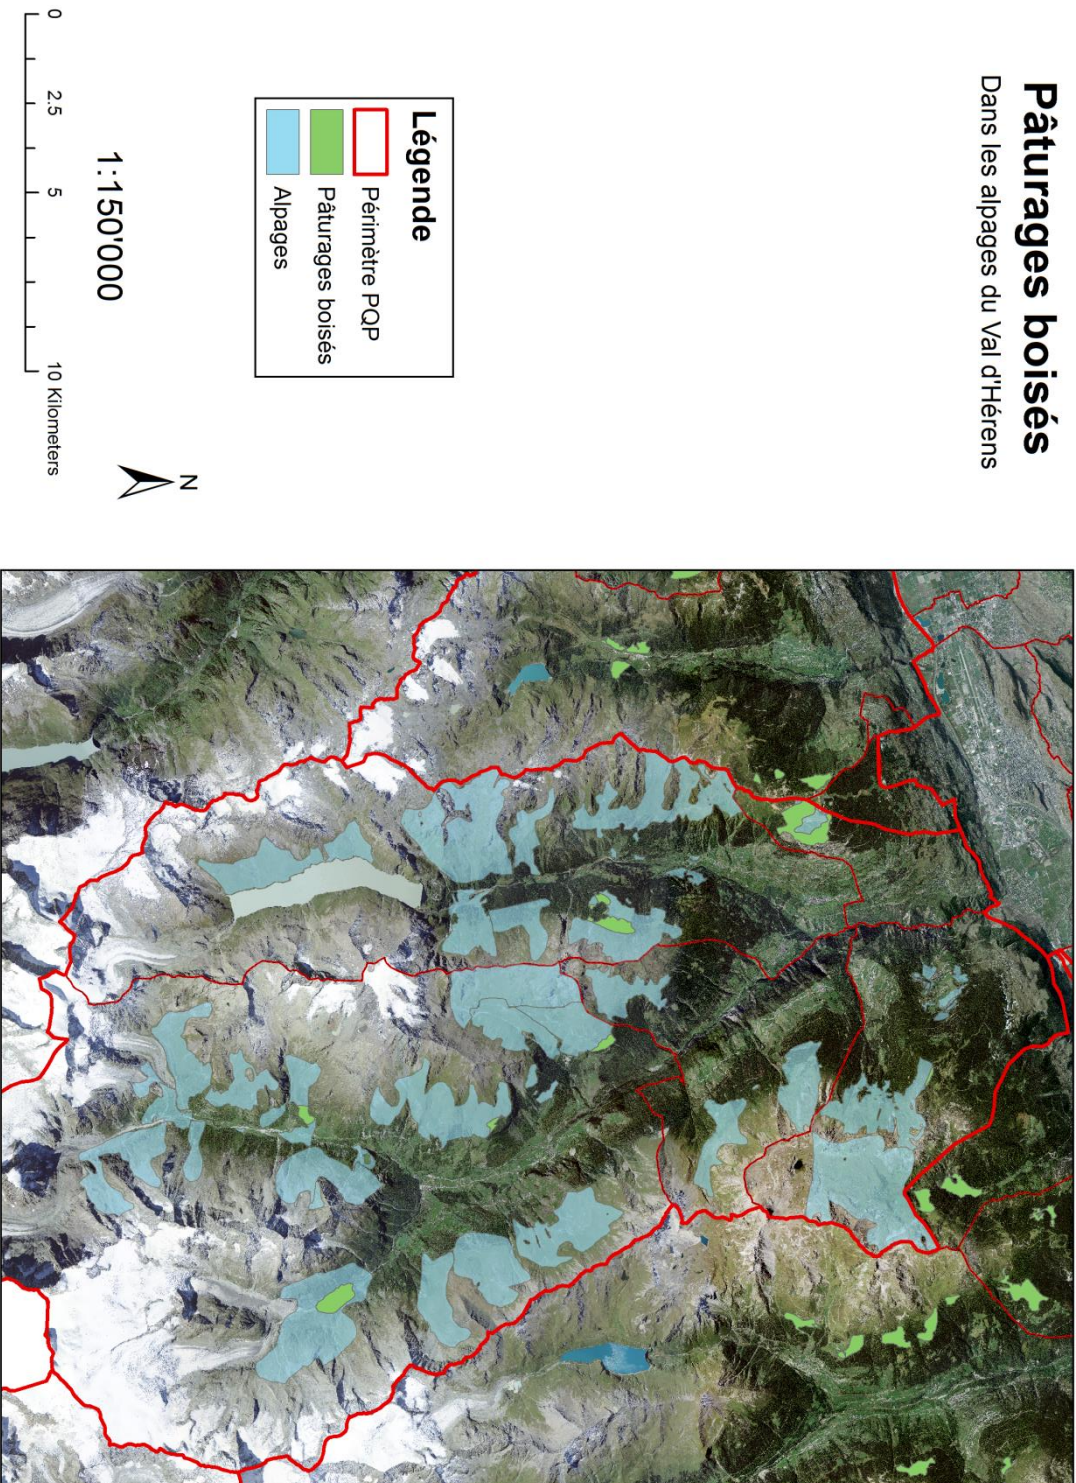 Pâturages boisés
Dans les alpages du Val d'Hérens
Légende
Périmètre PQP
Pâturages boisés
Alpages
1:150'000
N
0 2.5 5 10 Kilometers